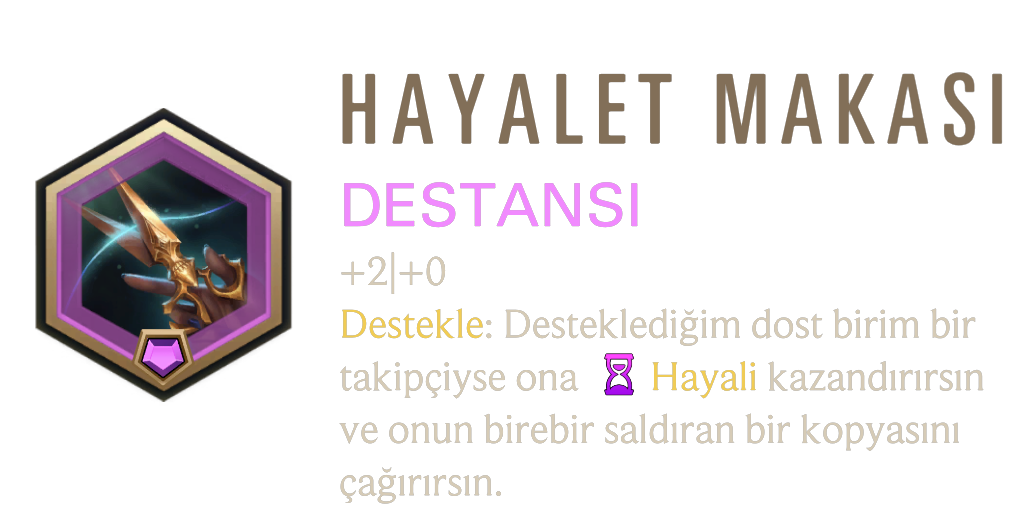 HAYALET MAKASI
DESTANSI
+2|+0
Destekle: Desteklediğim dost birim bir
takipçiyse ona Hayali kazandırırsın
ve onun birebir saldıran bir kopyasını
çağırırsın.